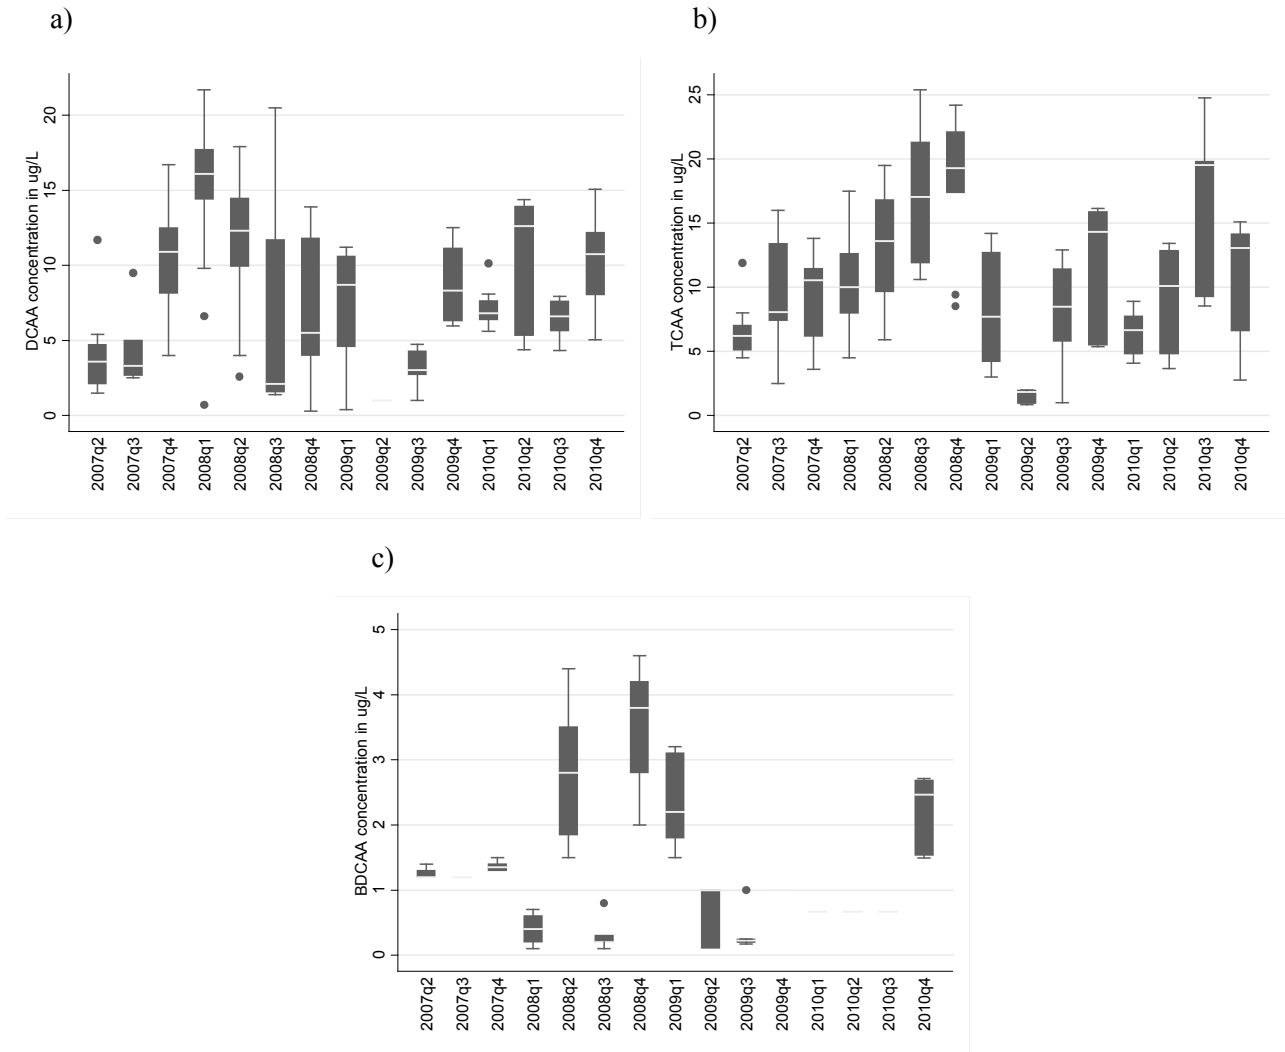 a)
DCAA concentration in ug/L
20
15
10
5
0
2007q2
2007q3
2007q4
2008q1
2008q2
2008q3
2008q4
2009q1
2009q2
2009q3
2009q4
2010q1
2010q2
2010q3
2010q4
b)
TCAA concentration in ug/L
25
20
15
10
5
0
2007q2
2007q3
2007q4
2008q1
2008q2
2008q3
2008q4
2009q1
2009q2
2009q3
2009q4
2010q1
2010q2
2010q3
2010q4
c)
BDCAA concentration in ug/L
5
4
3
2
1
0
2007q2
2007q3
2007q4
2008q1
2008q2
2008q3
2008q4
2009q1
2009q2
2009q3
2009q4
2010q1
2010q2
2010q3
2010q4